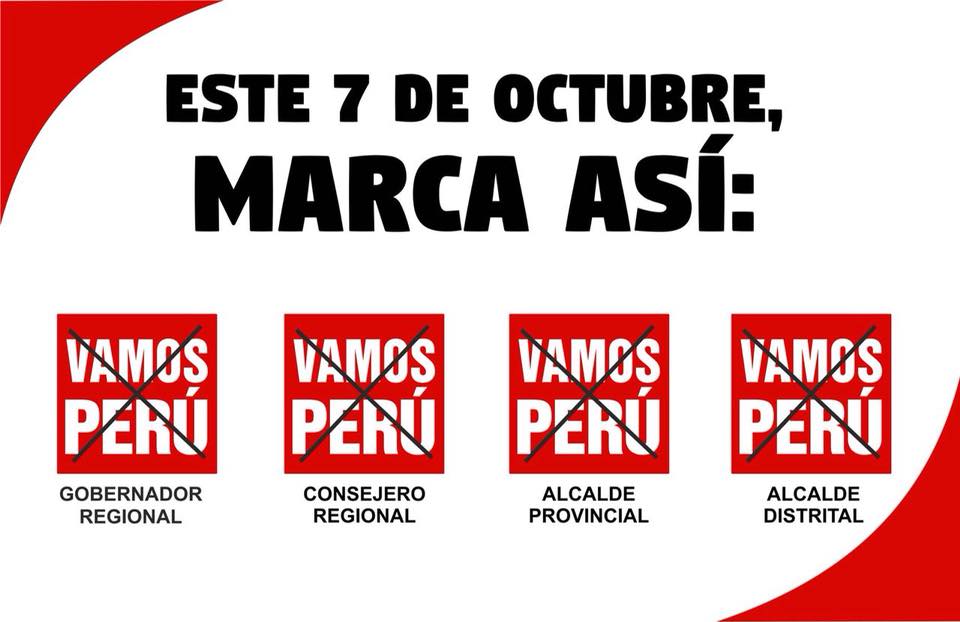 ESTE 7 DE OCTUBRE,
MARCA ASÍ:
VAMOS
PERÚ
GOBERNADOR
REGIONAL
VAMOS
PERÚ
CONSEJERO
REGIONAL
VAMOS
PERÚ
ALCALDE
PROVINCIAL
VAMOS
PERÚ
ALCALDE
DISTRITAL